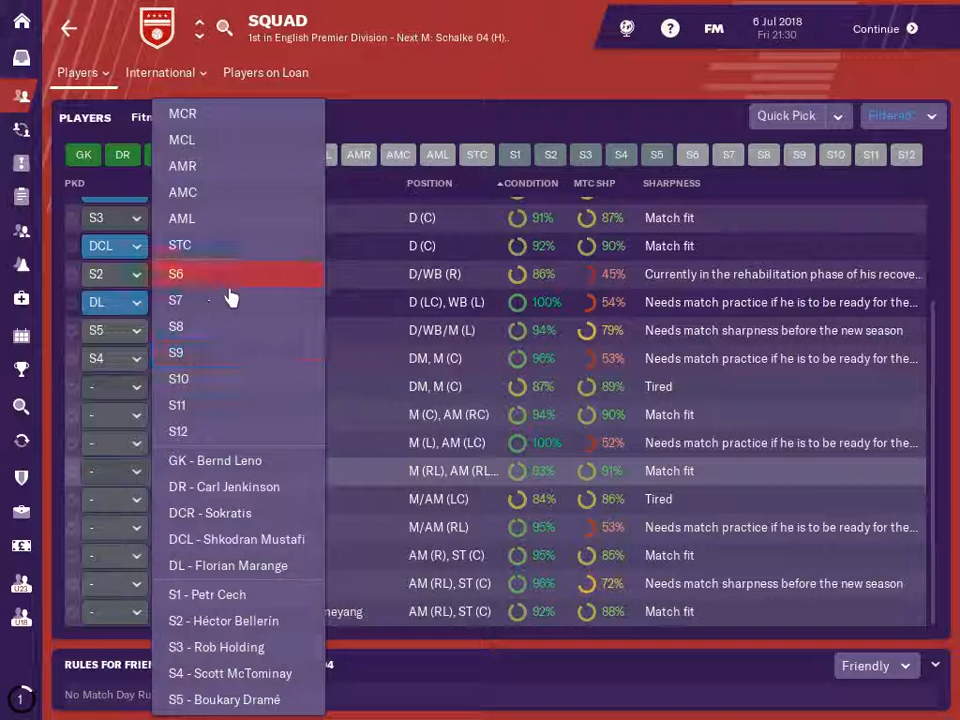 SQUAD
1st in English Premier Division - Next M: Schalke 04 (H)..
? FM 6 Jul 2018
Fri 21:30
Continue
Players International Players on Loan
PLAYERS
Quick Pick
Filtered
GK DR AMR AMC AML STC S1 S2 S3 S4 S5 S6 S7 S8 S9 S10 S11 S12
PKD POSITION CONDITION MTC SHP SHARPNESS
S3 D (C) 91% 87% Match fit
DCL D (C) 92% 90% Match fit
S2 D/WB (R) 86% 45% Currently in the rehabilitation phase of his recove...
DL D (LC), WB (L) 100% 54% Needs match practice if he is to be ready for the...
S5 D/WB/M (L) 94% 79% Needs match sharpness before the new season
S4 DM, M (C) 96% 53% Needs match practice if he is to be ready for the...
- DM, M (C) 87% 89% Tired
- M (C), AM (RC) 94% 90% Match fit
- M (L), AM (LC) 100% 52% Needs match practice if he is to be ready for the...
- M (RL), AM (RL... 93% 91% Match fit
- M/AM (LC) 84% 86% Tired
- M/AM (RL) 95% 53% Needs match practice if he is to be ready for the...
- AM (R), ST (C) 95% 85% Match fit
- AM (RL), ST (C) 96% 72% Needs match sharpness before the new season
- neyang AM (RL), ST (C) 92% 88% Match fit
MCR
MCL
AMR
AMC
AML
STC
S6
S7
S8
S9
S10
S11
S12
GK - Bernd Leno
DR - Carl Jenkinson
DCR - Sokratis
DCL - Shkodran Mustafi
DL - Florian Marange
S1 - Petr Cech
S2 - Héctor Bellerín
S3 - Rob Holding
S4 - Scott McTominay
S5 - Boukary Dramé
RULES FOR FRIEN 04
Friendly
No Match Day Ru
U23
U18
1